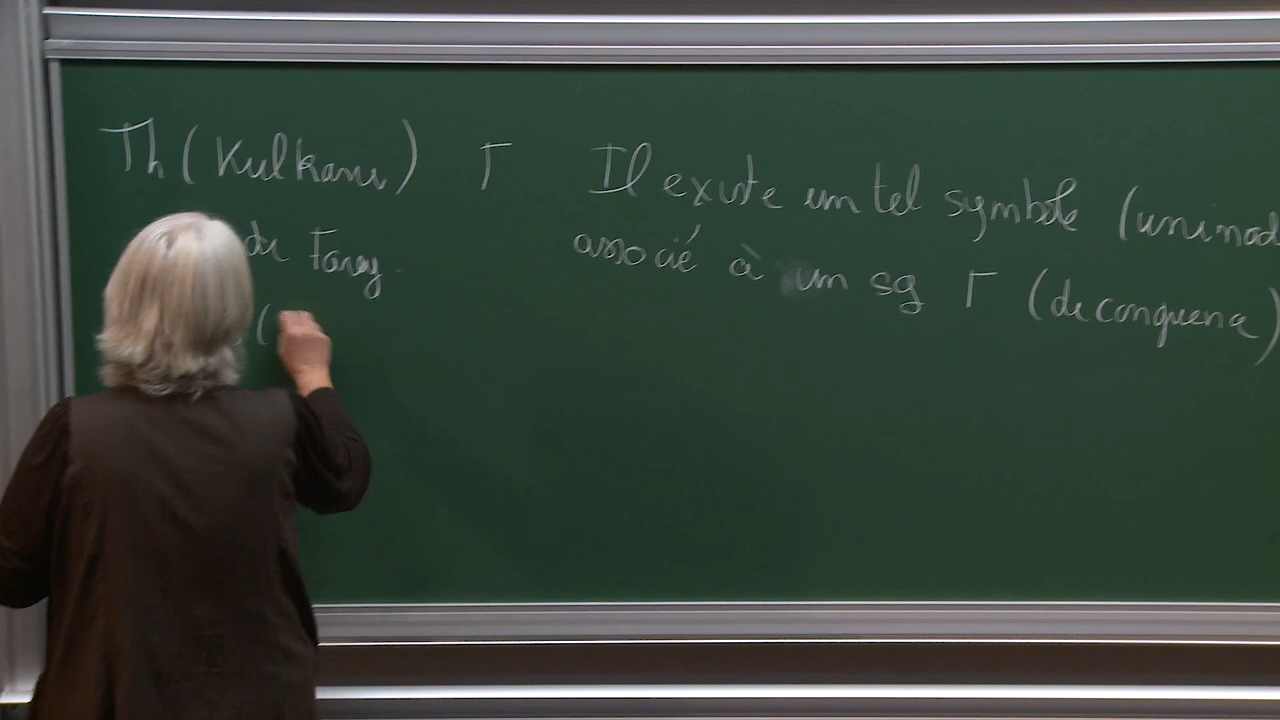 Th (Kulkarni) Γ Il existe un tel symbole (unimod
de Farey. associé à un sg Γ (de congruence)
(